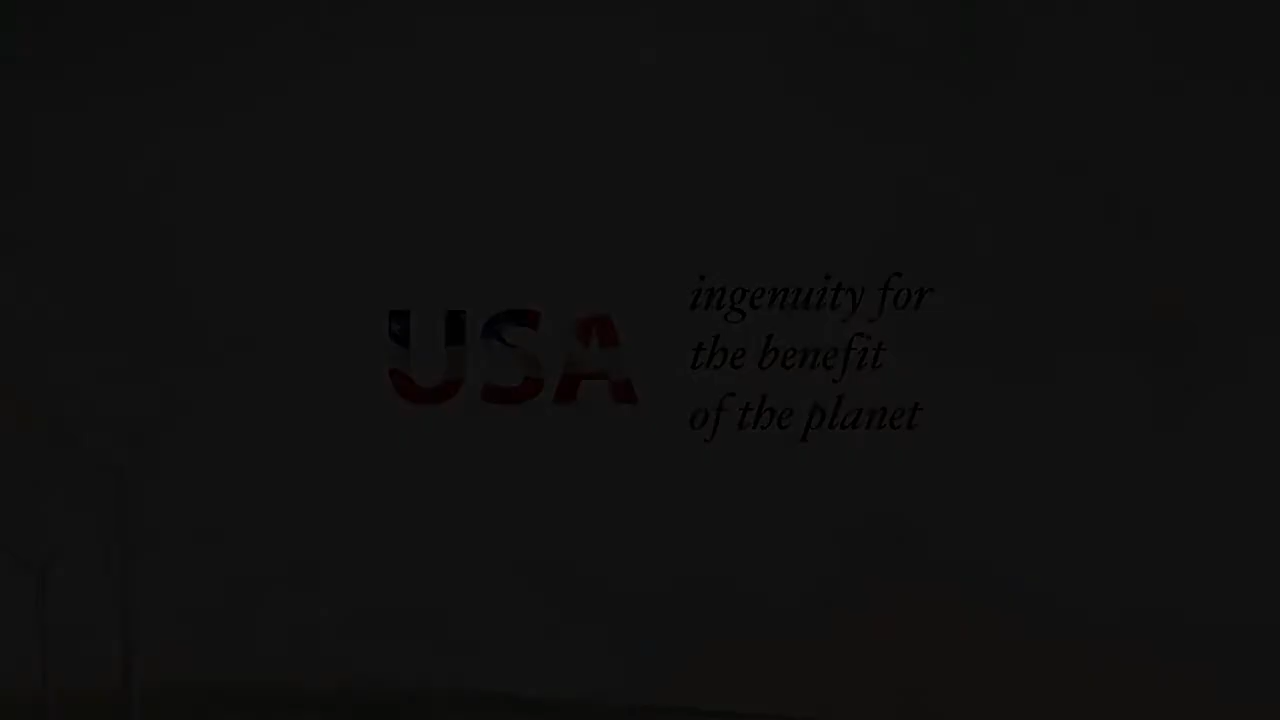 USA
ingenuity for
the benefit
of the planet